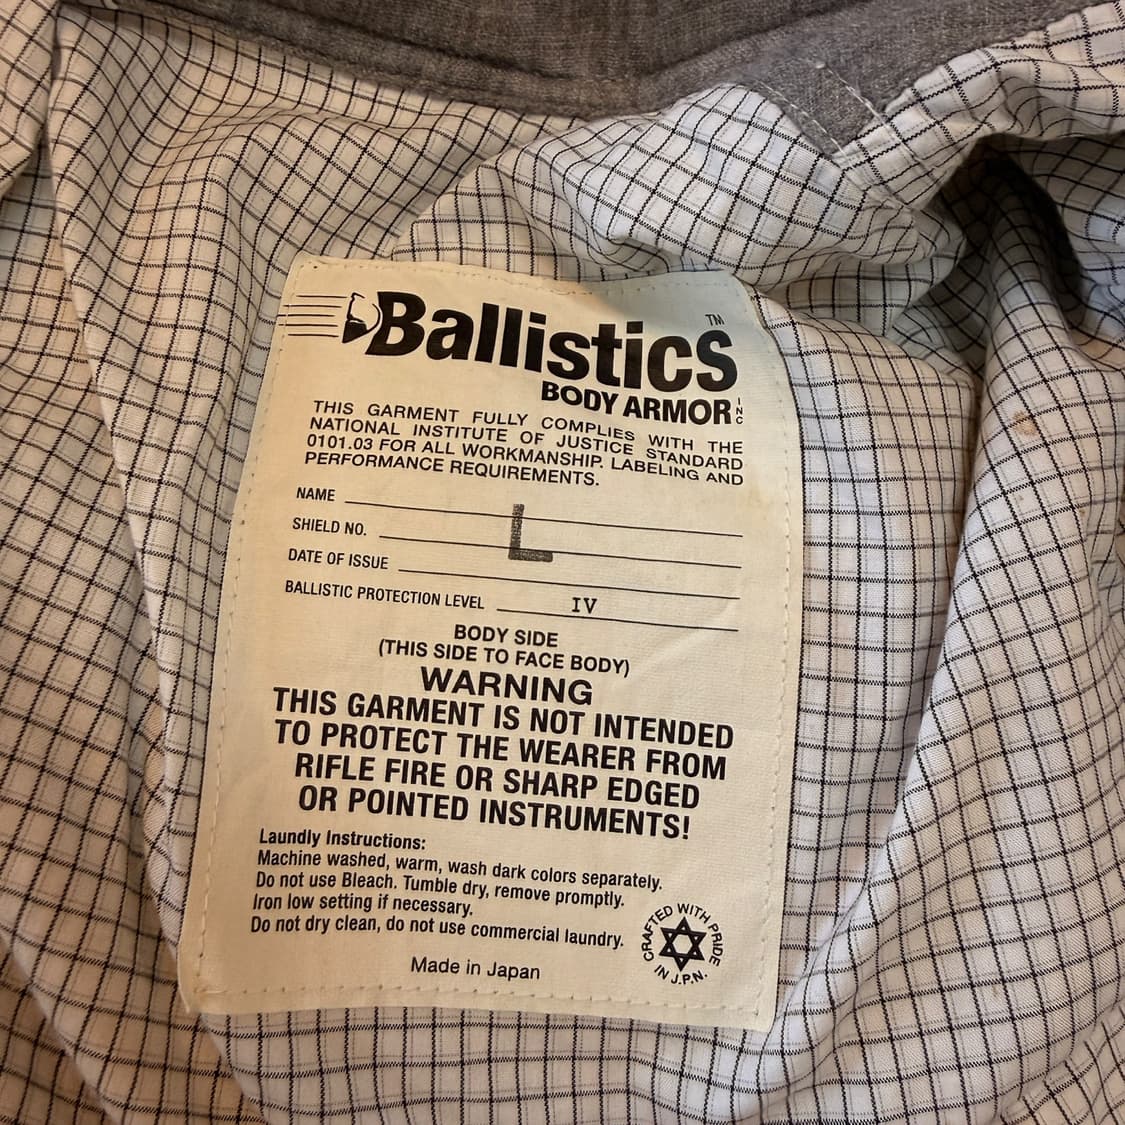 BallisticS™
BODY ARMOR INC
THIS GARMENT FULLY COMPLIES WITH THE
NATIONAL INSTITUTE OF JUSTICE STANDARD
0101.03 FOR ALL WORKMANSHIP. LABELING AND
PERFORMANCE REQUIREMENTS.
NAME
L
SHIELD NO.
DATE OF ISSUE
BALLISTIC PROTECTION LEVEL IV
BODY SIDE
(THIS SIDE TO FACE BODY)
WARNING
THIS GARMENT IS NOT INTENDED
TO PROTECT THE WEARER FROM
RIFLE FIRE OR SHARP EDGED
OR POINTED INSTRUMENTS!
Laundly Instructions:
Machine washed, warm, wash dark colors separately.
Do not use Bleach. Tumble dry, remove promptly.
Iron low setting if necessary.
Do not dry clean, do not use commercial laundry.
CRAFTED WITH PRIDE
IN J.P.N.
Made in Japan